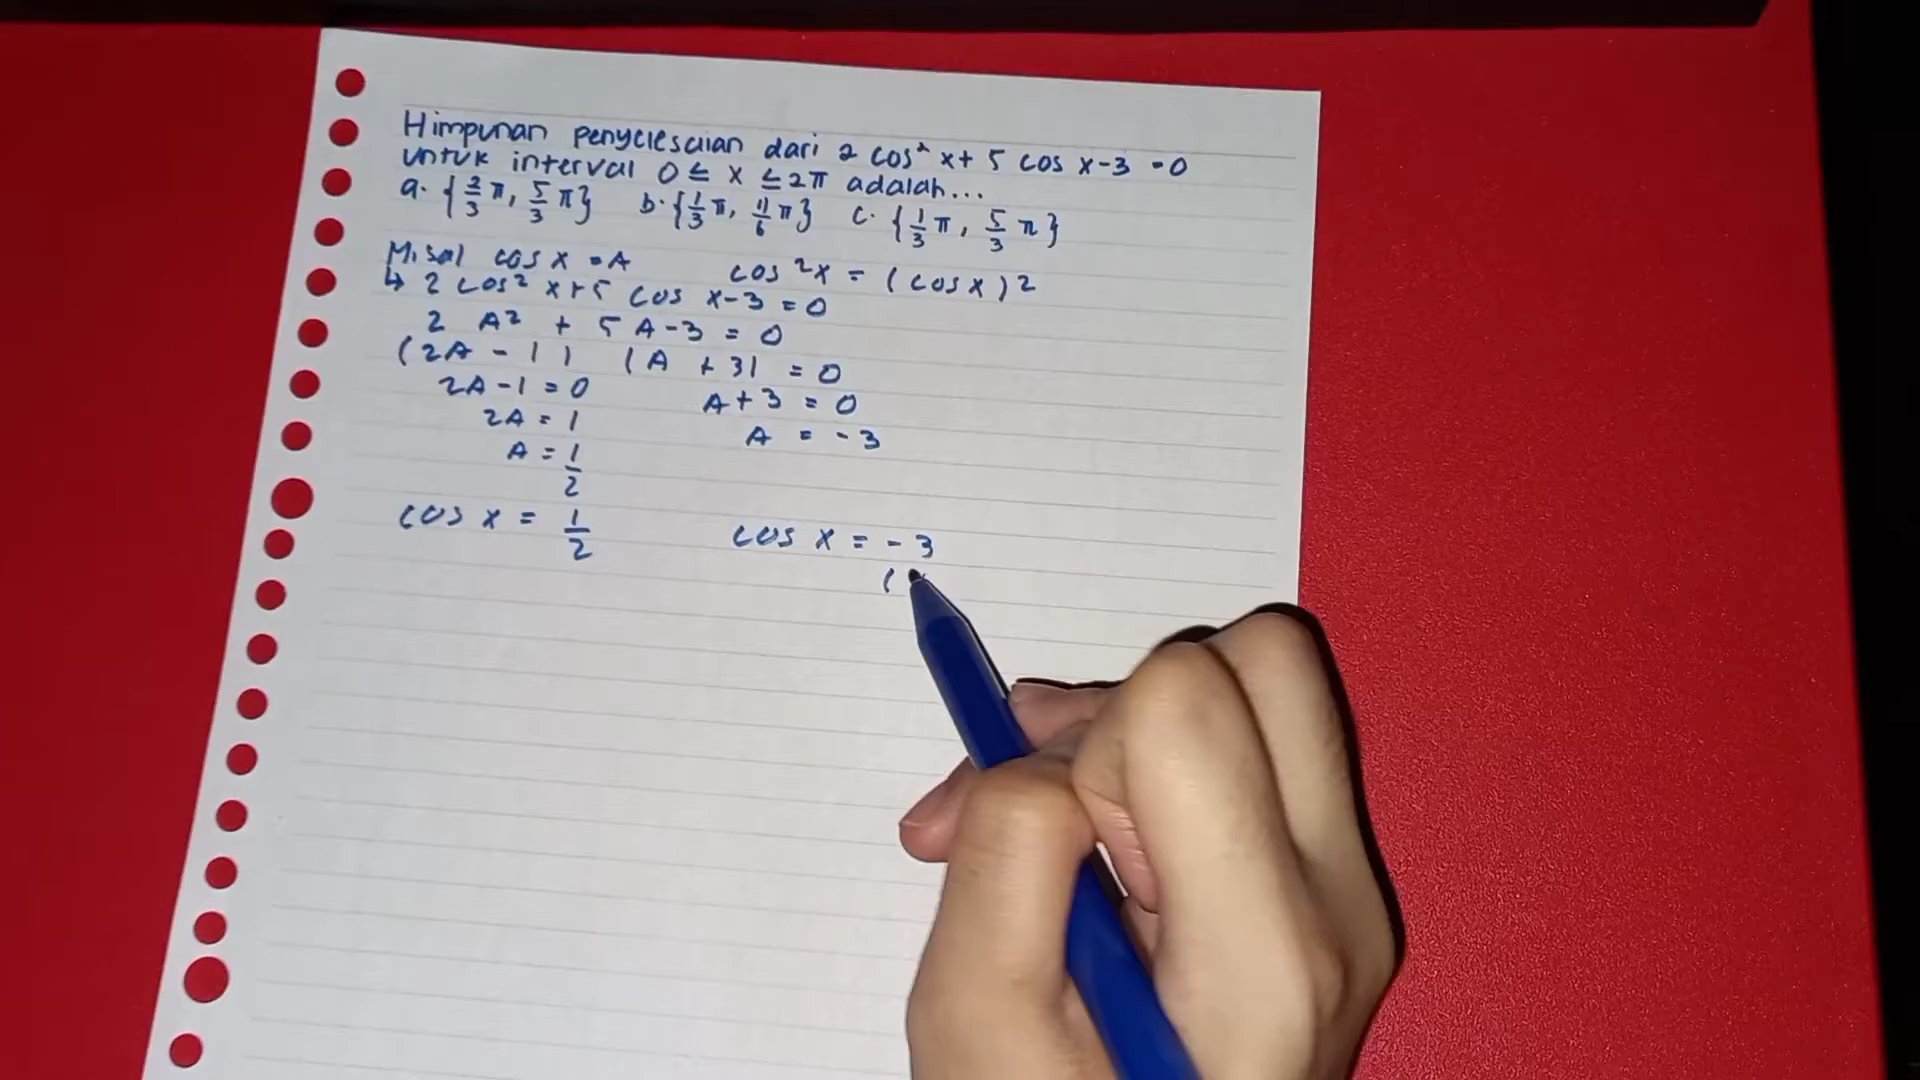 Himpunan penyelesaian dari 2 cos² x + 5 cos x - 3 = 0
untuk interval 0 ≤ x ≤ 2π adalah...
a. {2/3 π, 5/3 π} b. {1/3 π, 11/6 π} c. {1/3 π, 5/3 π}
Misal cos x = A cos ²x = (cos x)2
↳ 2 cos² x + 5 cos x - 3 = 0
2 A² + 5 A - 3 = 0
(2A - 1) (A + 3) = 0
2A - 1 = 0 A + 3 = 0
2A = 1 A = -3
A = 1/2
cos x = 1/2 cos x = -3
(